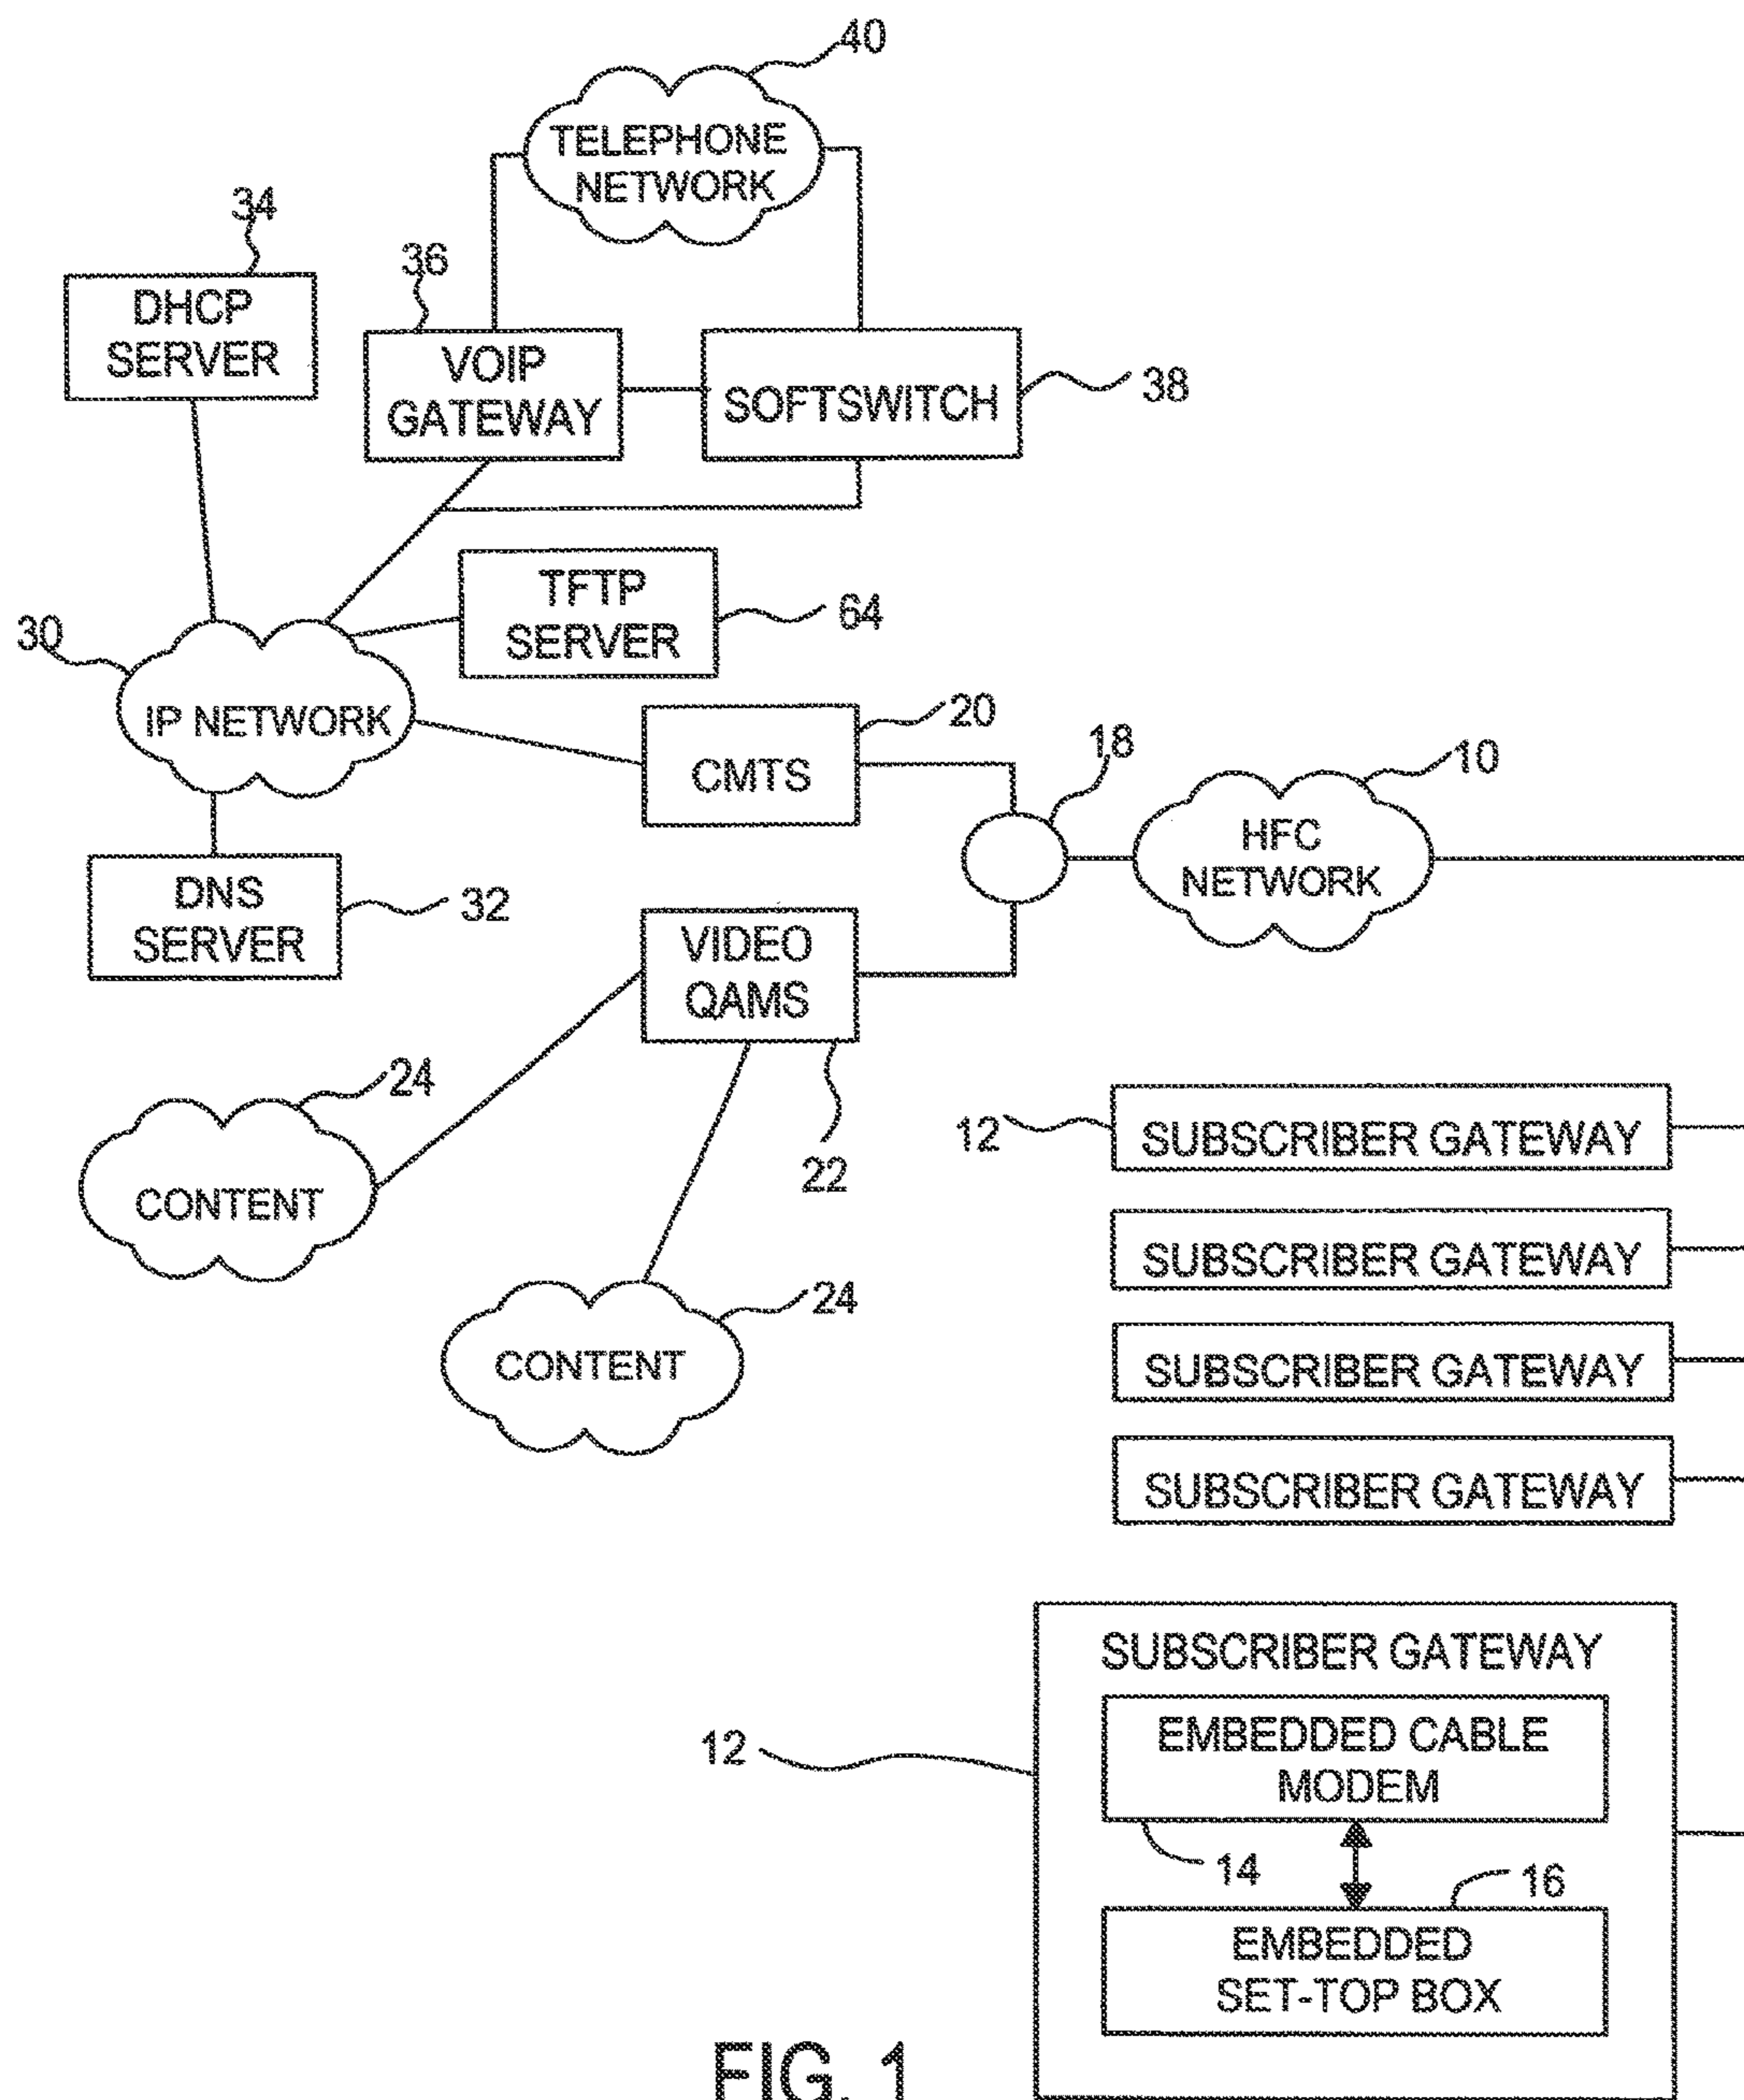 40
TELEPHONE
NETWORK
34
36
DHCP
SERVER
VOIP
GATEWAY
SOFTSWITCH
38
TFTP
SERVER
64
30
IP NETWORK
20
CMTS
18
10
HFC
NETWORK
DNS
SERVER
32
VIDEO
QAMS
22
24
CONTENT
24
CONTENT
12
SUBSCRIBER GATEWAY
SUBSCRIBER GATEWAY
SUBSCRIBER GATEWAY
SUBSCRIBER GATEWAY
12
SUBSCRIBER GATEWAY
EMBEDDED CABLE
MODEM
14
16
EMBEDDED
SET-TOP BOX
FIG. 1